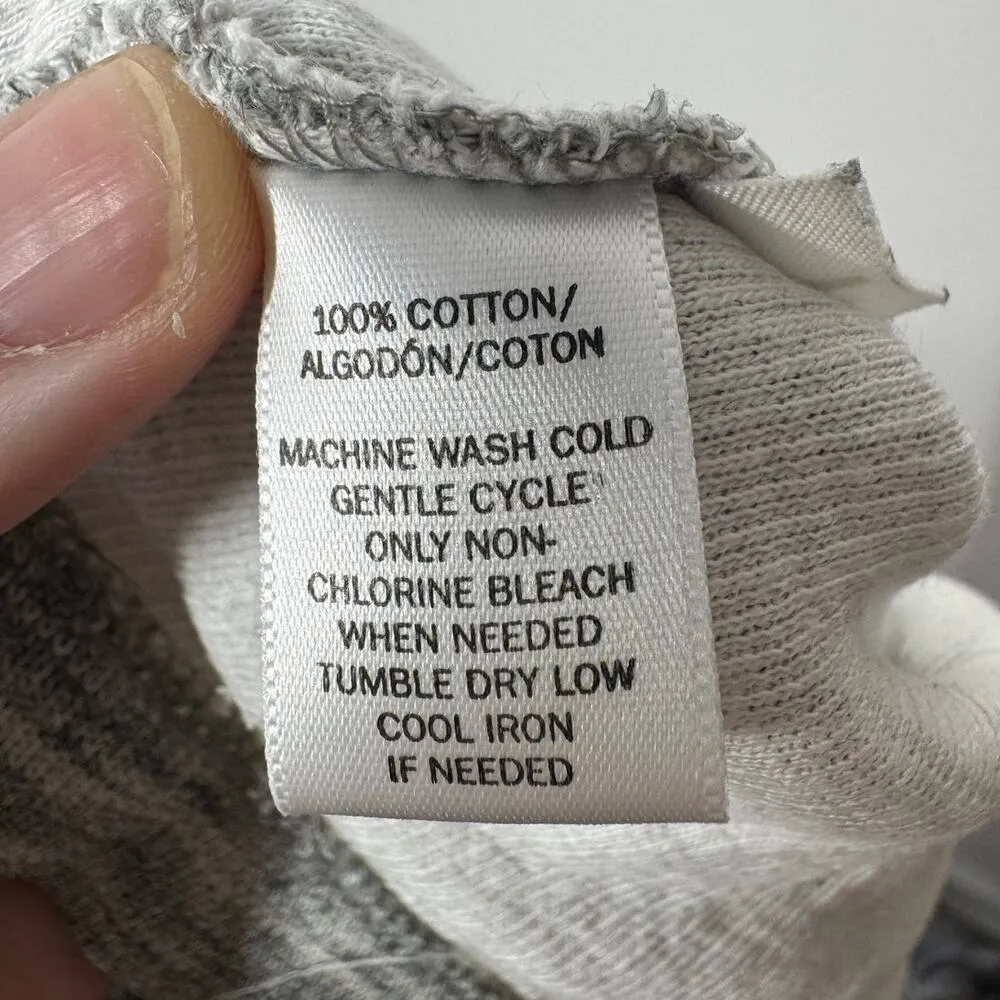 100% COTTON/
ALGODÓN/COTON
MACHINE WASH COLD
GENTLE CYCLE
ONLY NON-
CHLORINE BLEACH
WHEN NEEDED
TUMBLE DRY LOW
COOL IRON
IF NEEDED